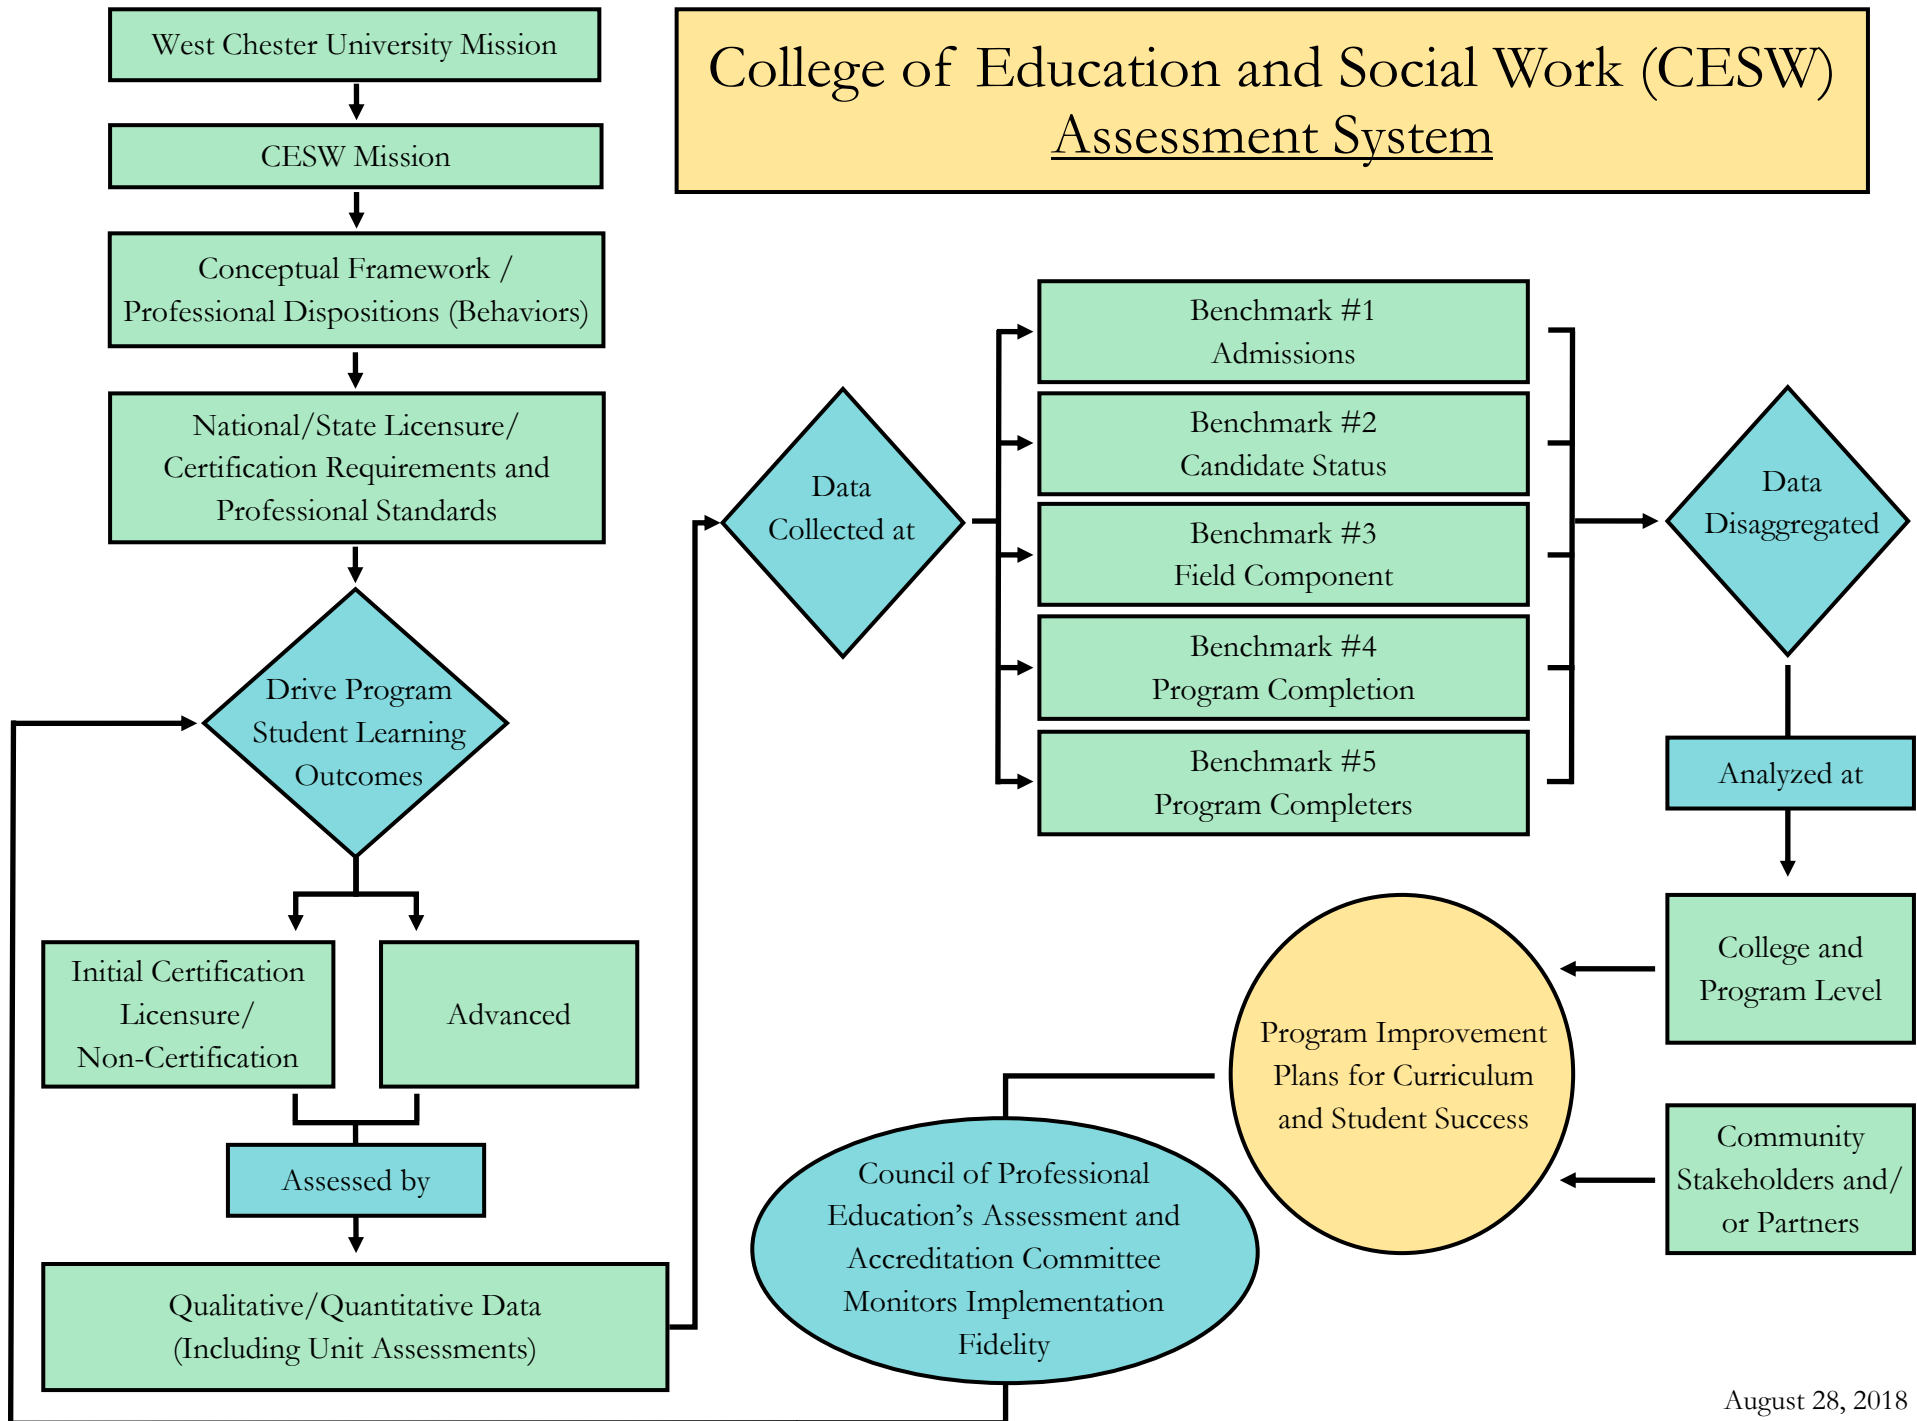 West Chester University Mission
College of Education and Social Work (CESW)
Assessment System
CESW Mission
Conceptual Framework /
Professional Dispositions (Behaviors)
National/State Licensure/
Certification Requirements and
Professional Standards
Drive Program
Student Learning
Outcomes
Initial Certification
Licensure/
Non-Certification
Advanced
Assessed by
Qualitative/Quantitative Data
(Including Unit Assessments)
Data
Collected at
Benchmark #1
Admissions
Benchmark #2
Candidate Status
Benchmark #3
Field Component
Benchmark #4
Program Completion
Benchmark #5
Program Completers
Data
Disaggregated
Analyzed at
College and
Program Level
Community
Stakeholders and/
or Partners
Program Improvement
Plans for Curriculum
and Student Success
Council of Professional
Education’s Assessment and
Accreditation Committee
Monitors Implementation
Fidelity
August 28, 2018